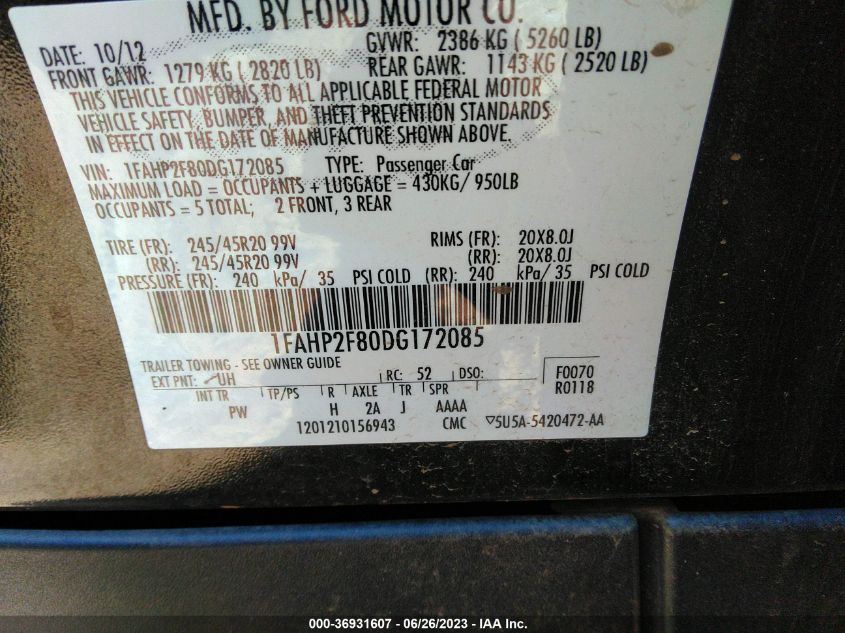 MFD. BY FORD MOTOR CO.
DATE: 10/12 GVWR: 2386 KG ( 5260 LB)
FRONT GAWR: 1279 KG ( 2820 LB) REAR GAWR: 1143 KG ( 2520 LB)
THIS VEHICLE CONFORMS TO ALL APPLICABLE FEDERAL MOTOR
VEHICLE SAFETY, BUMPER, AND THEFT PREVENTION STANDARDS
IN EFFECT ON THE DATE OF MANUFACTURE SHOWN ABOVE.
VIN: 1FAHP2F80DG172085 TYPE: Passenger Car
MAXIMUM LOAD = OCCUPANTS + LUGGAGE = 430KG/ 950LB
OCCUPANTS = 5 TOTAL; 2 FRONT, 3 REAR
TIRE (FR): 245/45R20 99V RIMS (FR): 20X8.0J
(RR): 245/45R20 99V (RR): 20X8.0J
PRESSURE (FR): 240 kPa/ 35 PSI COLD (RR): 240 kPa/ 35 PSI COLD
1FAHP2F80DG172085
TRAILER TOWING - SEE OWNER GUIDE
EXT PNT: UH RC: 52 DSO: F0070
INT TR TP/PS R AXLE TR SPR R0118
PW H 2A J AAAA
1201210156943 CMC 5U5A-5420472-AA
000-36931607 - 06/26/2023 - IAA Inc.